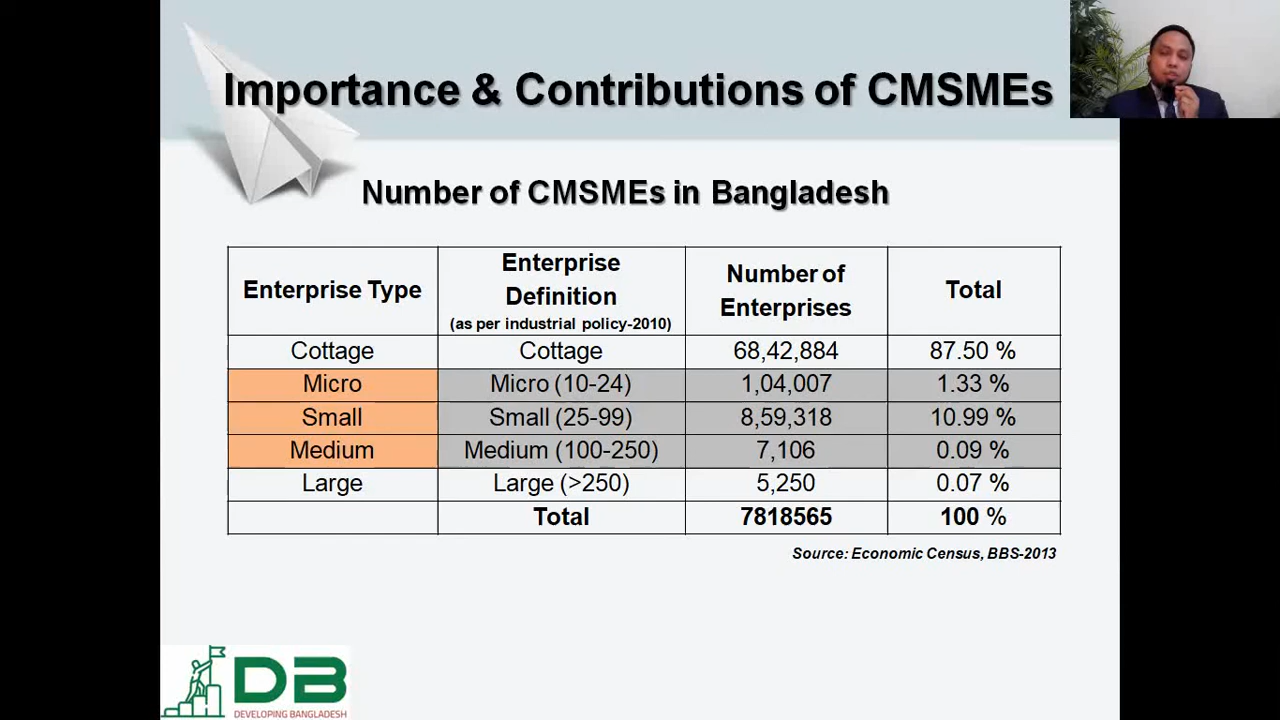 Importance & Contributions of CMSMEs
Number of CMSMEs in Bangladesh
Enterprise Type
Enterprise
Definition
(as per industrial policy-2010)
Number of
Enterprises
Total
Cottage Cottage 68,42,884 87.50 %
Micro Micro (10-24) 1,04,007 1.33 %
Small Small (25-99) 8,59,318 10.99 %
Medium Medium (100-250) 7,106 0.09 %
Large Large (>250) 5,250 0.07 %
Total 7818565 100 %
Source: Economic Census, BBS-2013
DB
DEVELOPING BANGLADESH